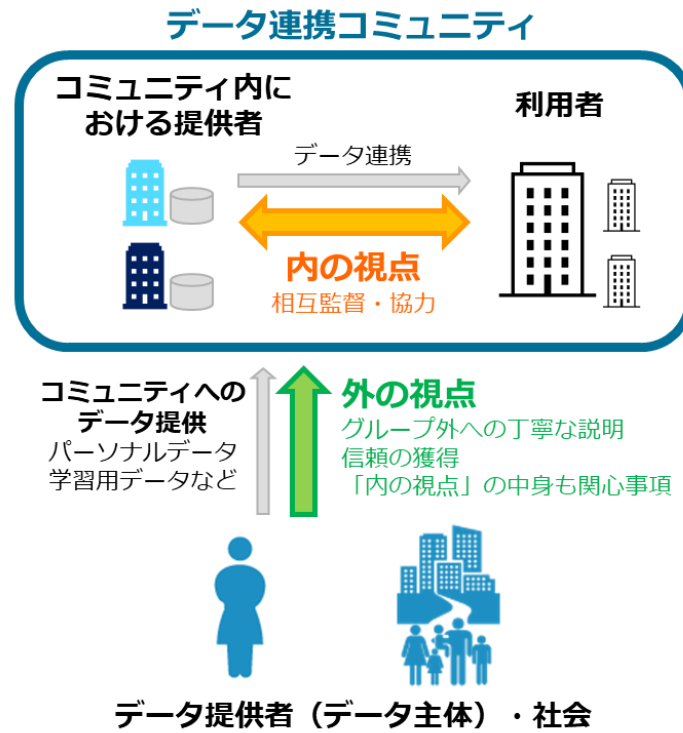 データ連携コミュニティ
コミュニティ内に
おける提供者
利用者
データ連携
内の視点
相互監督・協力
コミュニティへの
データ提供
パーソナルデータ
学習用データなど
外の視点
グループ外への丁寧な説明
信頼の獲得
「内の視点」の中身も関心事項
データ提供者（データ主体）・社会